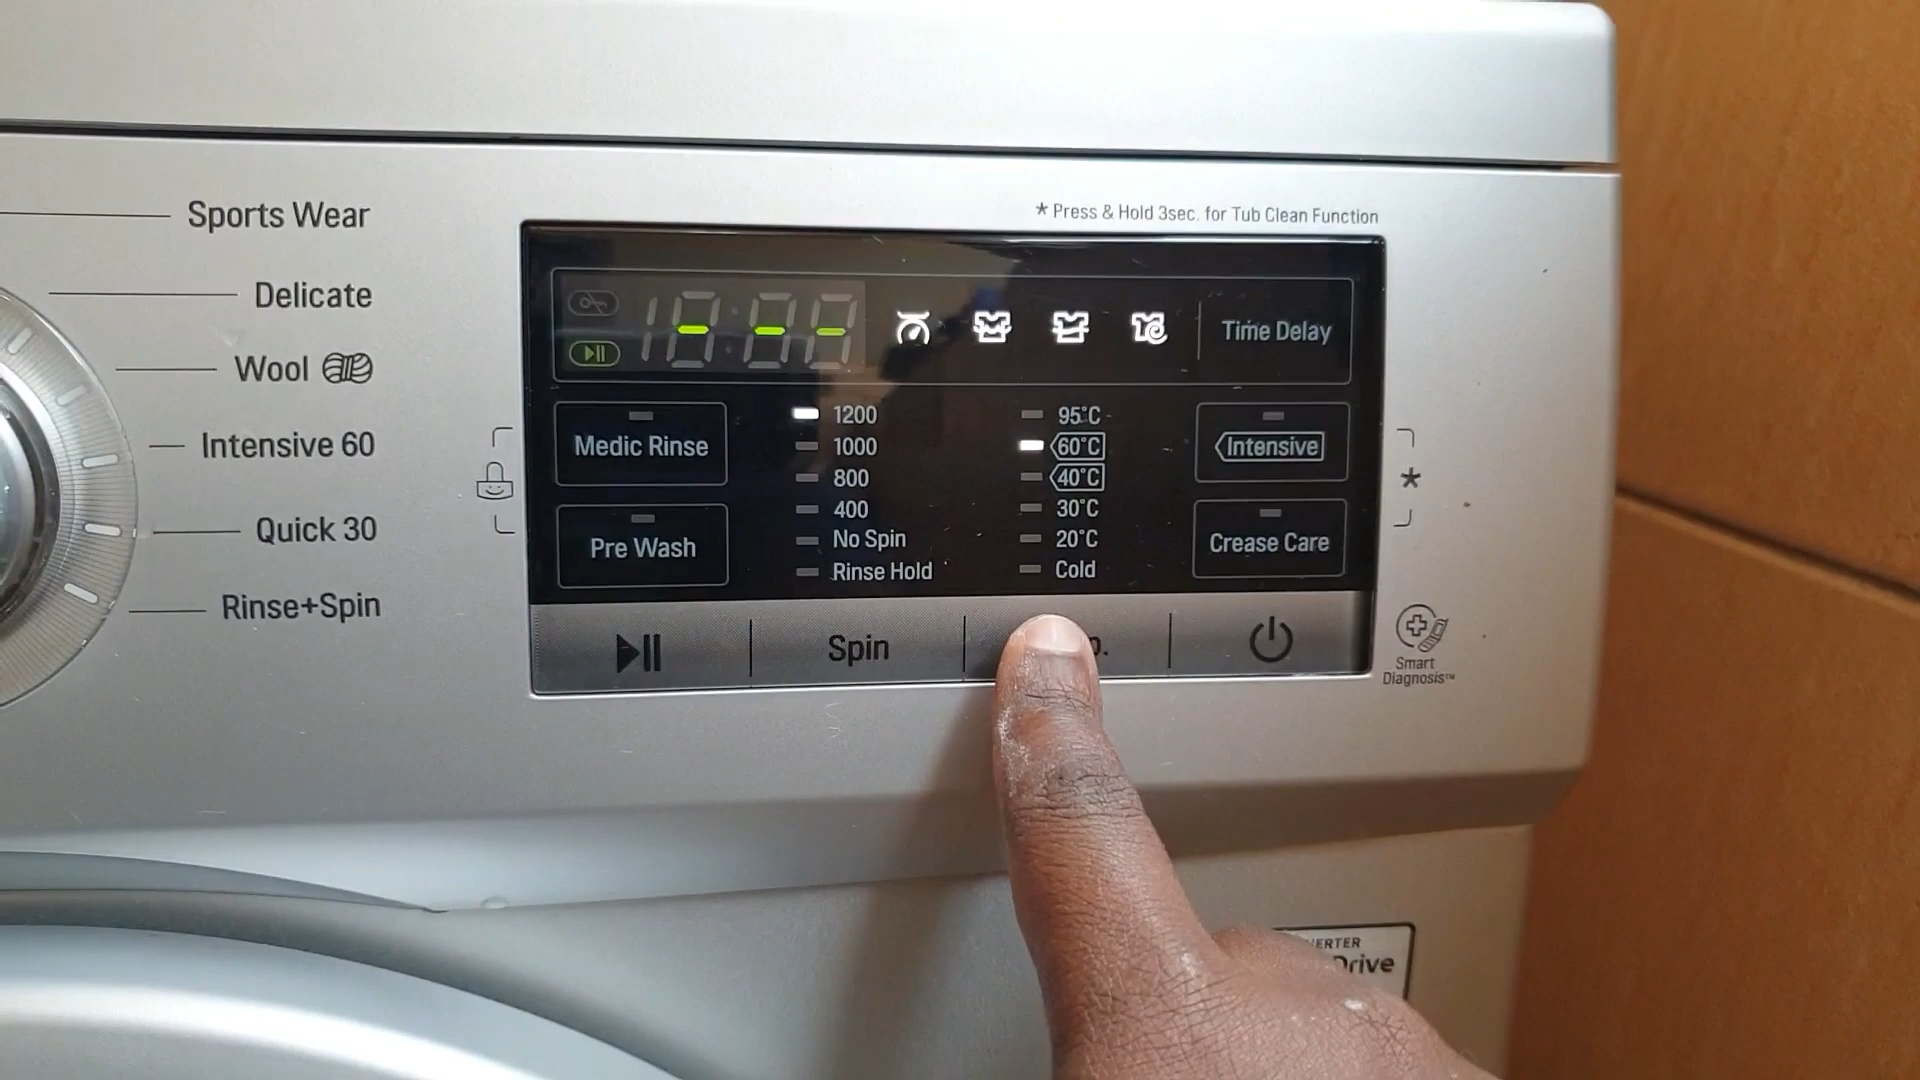 Sports Wear
Delicate
Wool
Intensive 60
Quick 30
Rinse+Spin
* Press & Hold 3sec. for Tub Clean Function
- - -
Time Delay
Medic Rinse
Pre Wash
1200
1000
800
400
No Spin
Rinse Hold
95°C
60°C
40°C
30°C
20°C
Cold
Intensive
Crease Care
*
Spin
Smart
Diagnosis™
Drive